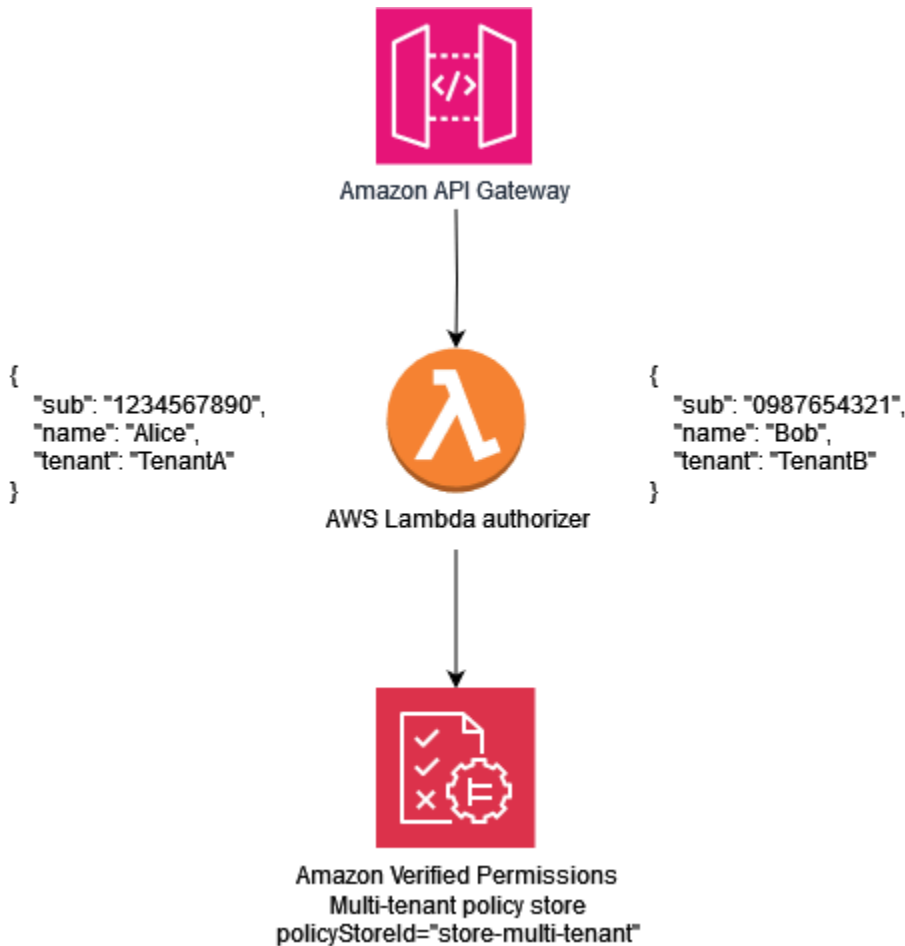 </>
Amazon API Gateway
{
"sub": "1234567890",
"name": "Alice",
"tenant": "TenantA"
}
{
"sub": "0987654321",
"name": "Bob",
"tenant": "TenantB"
}
AWS Lambda authorizer
Amazon Verified Permissions
Multi-tenant policy store
policyStoreId="store-multi-tenant"